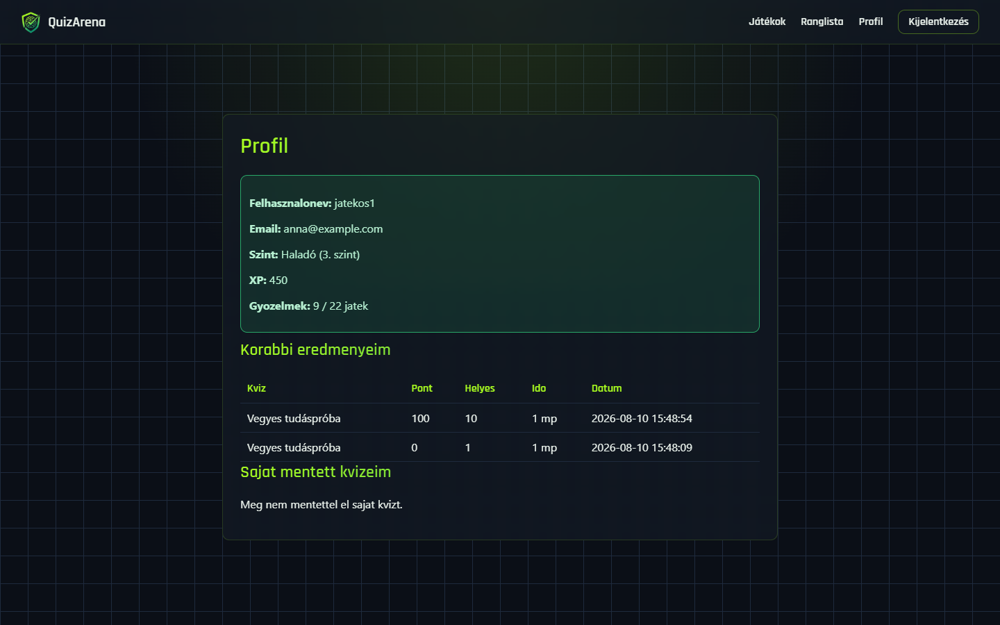 QuizArena
Játékok Ranglista Profil Kijelentkezés
Profil
Felhasznalonev: jatekos1
Email: anna@example.com
Szint: Haladó (3. szint)
XP: 450
Gyozelmek: 9 / 22 jatek
Korabbi eredmenyeim
Kviz Pont Helyes Ido Datum
Vegyes tudáspróba 100 10 1 mp 2026-08-10 15:48:54
Vegyes tudáspróba 0 1 1 mp 2026-08-10 15:48:09
Sajat mentett kvizeim
Meg nem mentettel el sajat kvizt.